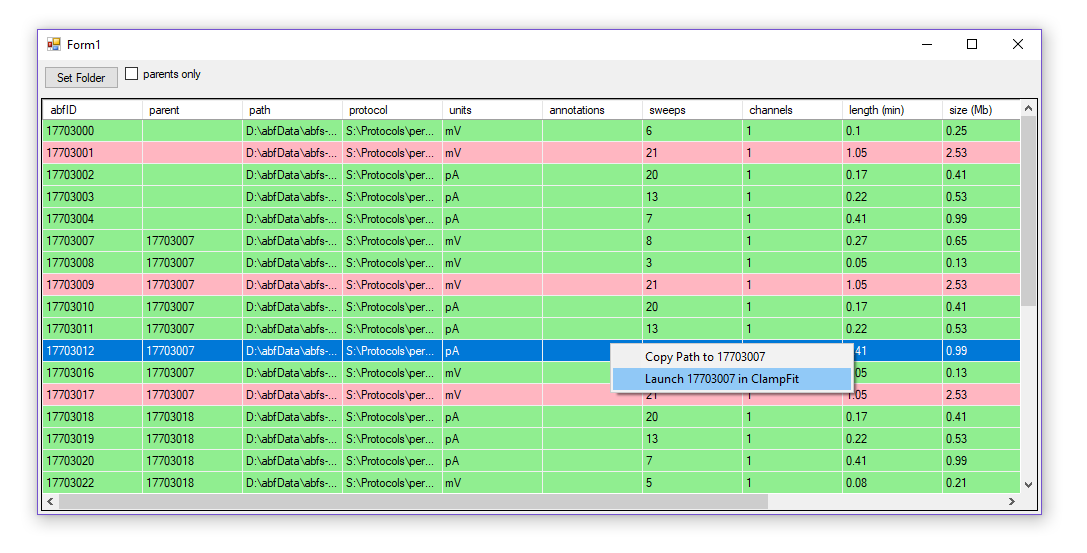 Form1
Set Folder parents only
abfID parent path protocol units annotations sweeps channels length (min) size (Mb)
17703000 D:\abfData\abfs-... S:\Protocols\per... mV 6 1 0.1 0.25
17703001 D:\abfData\abfs-... S:\Protocols\per... mV 21 1 1.05 2.53
17703002 D:\abfData\abfs-... S:\Protocols\per... pA 20 1 0.17 0.41
17703003 D:\abfData\abfs-... S:\Protocols\per... pA 13 1 0.22 0.53
17703004 D:\abfData\abfs-... S:\Protocols\per... pA 7 1 0.41 0.99
17703007 17703007 D:\abfData\abfs-... S:\Protocols\per... mV 8 1 0.27 0.65
17703008 17703007 D:\abfData\abfs-... S:\Protocols\per... mV 3 1 0.05 0.13
17703009 17703007 D:\abfData\abfs-... S:\Protocols\per... mV 21 1 1.05 2.53
17703010 17703007 D:\abfData\abfs-... S:\Protocols\per... pA 20 1 0.17 0.41
17703011 17703007 D:\abfData\abfs-... S:\Protocols\per... pA 13 1 0.22 0.53
17703012 17703007 D:\abfData\abfs-... S:\Protocols\per... pA .41 0.99
Copy Path to 17703007
17703016 17703007 D:\abfData\abfs-... S:\Protocols\per... mV .05 0.13
Launch 17703007 in ClampFit
17703017 17703007 D:\abfData\abfs-... S:\Protocols\per... mV 21 1 1.05 2.53
17703018 17703018 D:\abfData\abfs-... S:\Protocols\per... pA 20 1 0.17 0.41
17703019 17703018 D:\abfData\abfs-... S:\Protocols\per... pA 13 1 0.22 0.53
17703020 17703018 D:\abfData\abfs-... S:\Protocols\per... pA 7 1 0.41 0.99
17703022 17703018 D:\abfData\abfs-... S:\Protocols\per... mV 5 1 0.08 0.21